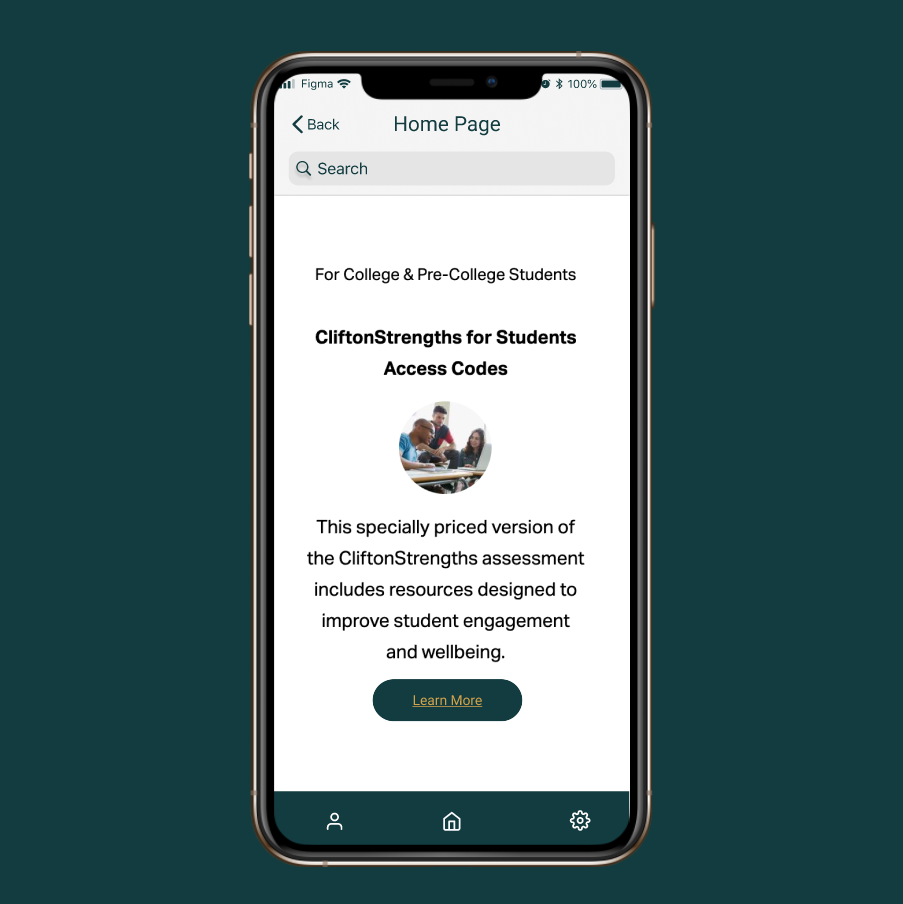 Figma 100%
Back Home Page
Search
For College & Pre-College Students
CliftonStrengths for Students
Access Codes
This specially priced version of
the CliftonStrengths assessment
includes resources designed to
improve student engagement
and wellbeing.
Learn More